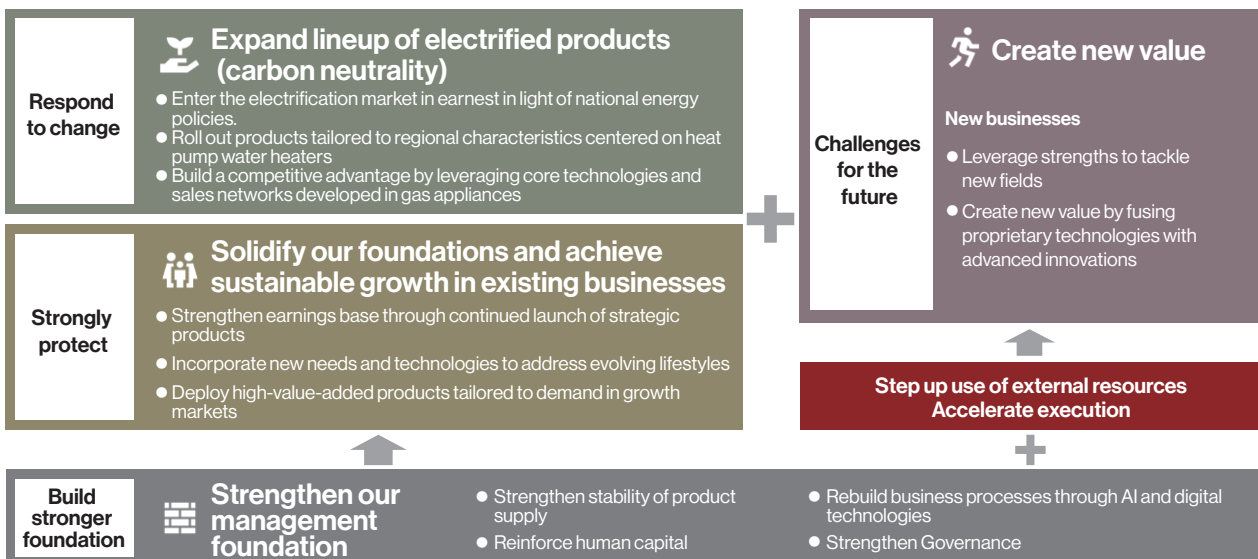 Respond
to change
Expand lineup of electrified products
(carbon neutrality)
● Enter the electrification market in earnest in light of national energy
policies.
● Roll out products tailored to regional characteristics centered on heat
pump water heaters
● Build a competitive advantage by leveraging core technologies and
sales networks developed in gas appliances
Strongly
protect
Solidify our foundations and achieve
sustainable growth in existing businesses
● Strengthen earnings base through continued launch of strategic
products
● Incorporate new needs and technologies to address evolving lifestyles
● Deploy high-value-added products tailored to demand in growth
markets
Challenges
for the
future
Create new value
New businesses
● Leverage strengths to tackle
new fields
● Create new value by fusing
proprietary technologies with
advanced innovations
Step up use of external resources
Accelerate execution
Build
stronger
foundation
Strengthen our
management
foundation
● Strengthen stability of product
supply
● Reinforce human capital
● Rebuild business processes through AI and digital
technologies
● Strengthen Governance